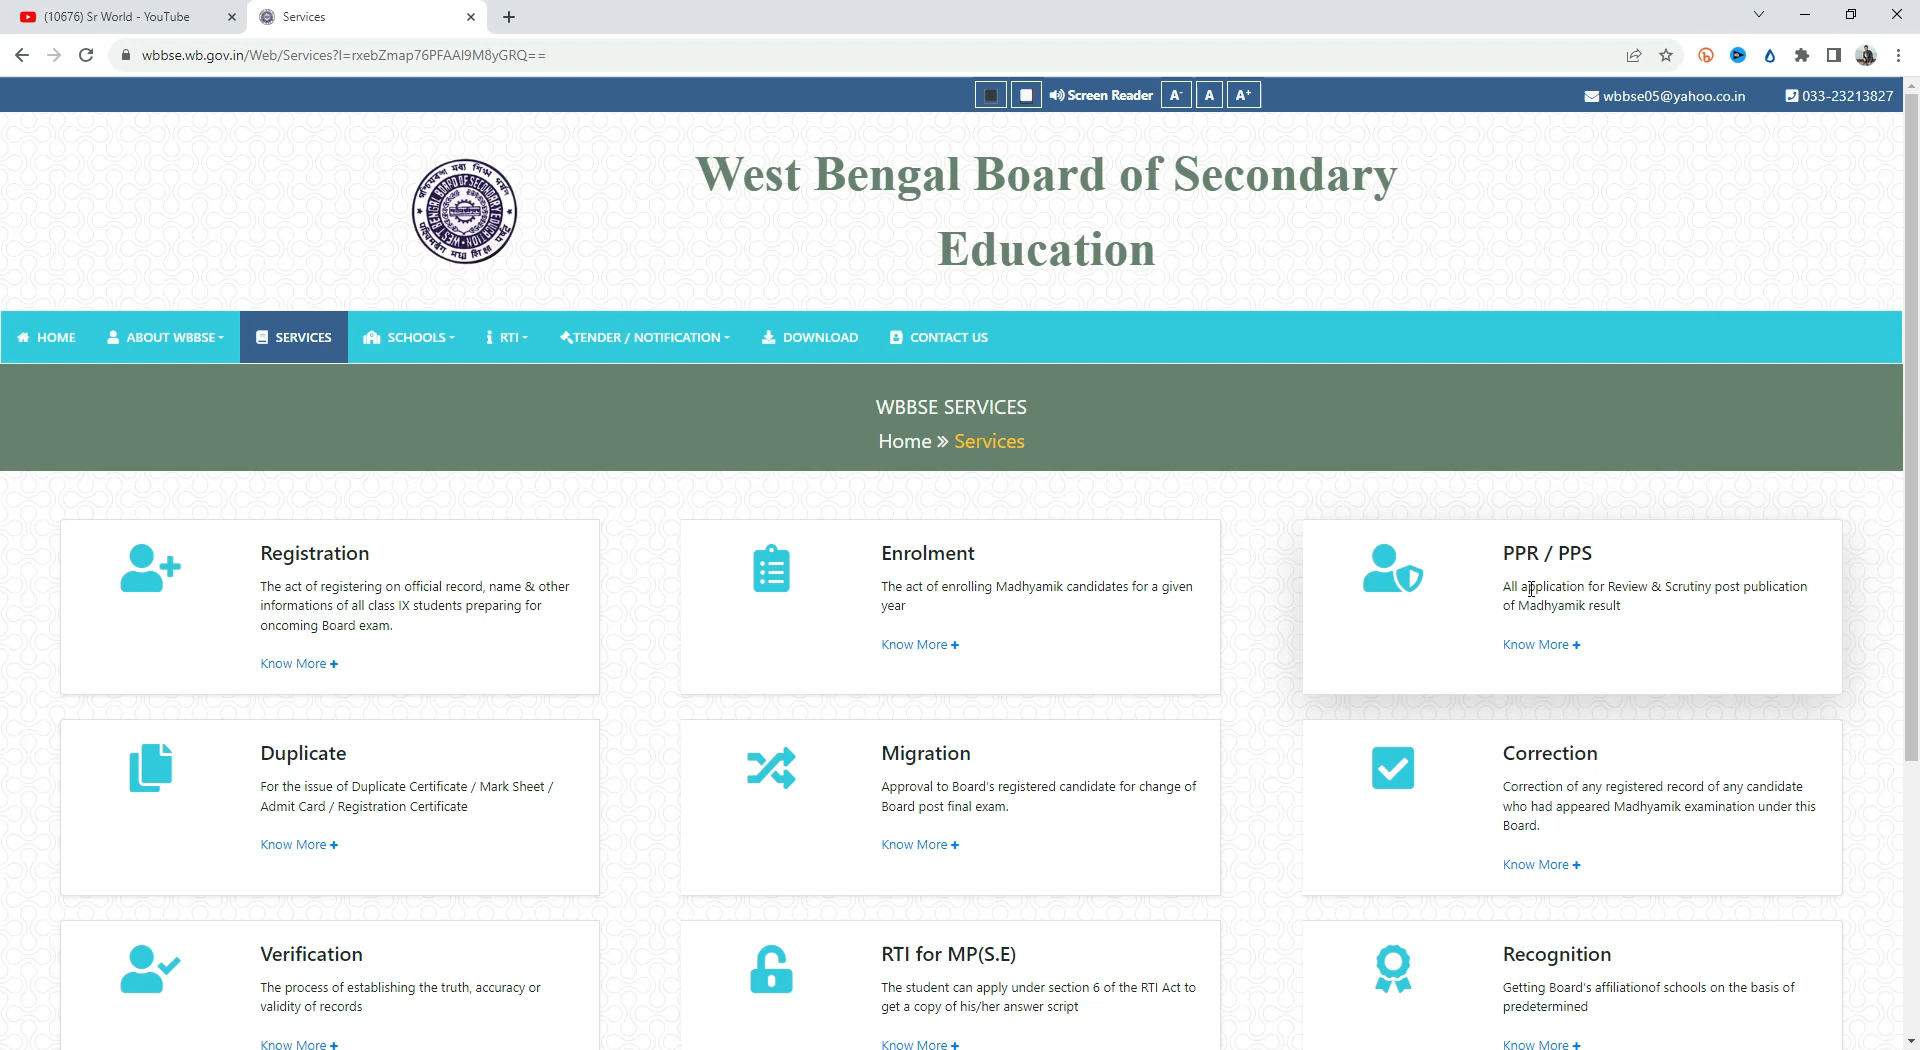 (10676) Sr World - YouTube
Services
wbbse.wb.gov.in/Web/Services?l=rxebZmap76PFAAI9M8yGRQ==
Screen Reader A- A A+ wbbse05@yahoo.co.in 033-23213827
West Bengal Board of Secondary
Education
HOME ABOUT WBBSE SERVICES SCHOOLS RTI TENDER / NOTIFICATION DOWNLOAD CONTACT US
WBBSE SERVICES
Home » Services
Registration
The act of registering on official record, name & other
informations of all class IX students preparing for
oncoming Board exam.
Know More +
Enrolment
The act of enrolling Madhyamik candidates for a given
year
Know More +
PPR / PPS
All application for Review & Scrutiny post publication
of Madhyamik result
Know More +
Duplicate
For the issue of Duplicate Certificate / Mark Sheet /
Admit Card / Registration Certificate
Know More +
Migration
Approval to Board's registered candidate for change of
Board post final exam.
Know More +
Correction
Correction of any registered record of any candidate
who had appeared Madhyamik examination under this
Board.
Know More +
Verification
The process of establishing the truth, accuracy or
validity of records
Know More +
RTI for MP(S.E)
The student can apply under section 6 of the RTI Act to
get a copy of his/her answer script
Know More +
Recognition
Getting Board's affiliationof schools on the basis of
predetermined
Know More +